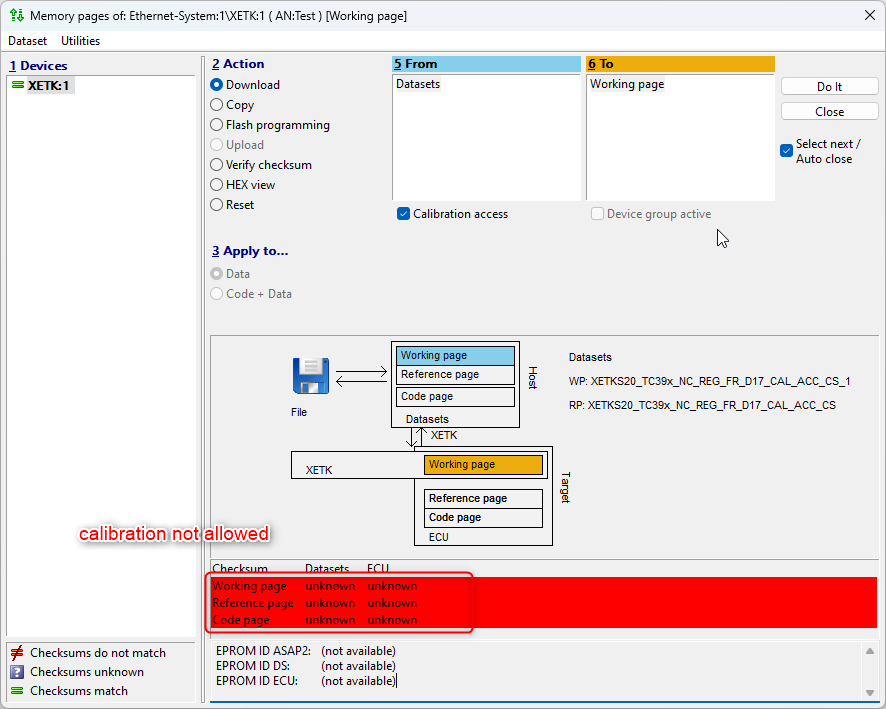 Memory pages of: Ethernet-System:1\XETK:1 ( AN:Test ) [Working page]
Dataset Utilities
1 Devices
XETK:1
2 Action
Download
Copy
Flash programming
Upload
Verify checksum
HEX view
Reset
3 Apply to...
Data
Code + Data
5 From
Datasets
Calibration access
6 To
Working page
Device group active
Do It
Close
Select next /
Auto close
File
Working page
Reference page
Code page
Datasets
Host
XETK
XETK
Working page
Reference page
Code page
ECU
Target
Datasets
WP: XETKS20_TC39x_NC_REG_FR_D17_CAL_ACC_CS_1
RP: XETKS20_TC39x_NC_REG_FR_D17_CAL_ACC_CS
calibration not allowed
Checksum Datasets ECU
Working page unknown unknown
Reference page unknown unknown
Code page unknown unknown
Checksums do not match
Checksums unknown
Checksums match
EPROM ID ASAP2: (not available)
EPROM ID DS: (not available)
EPROM ID ECU: (not available)